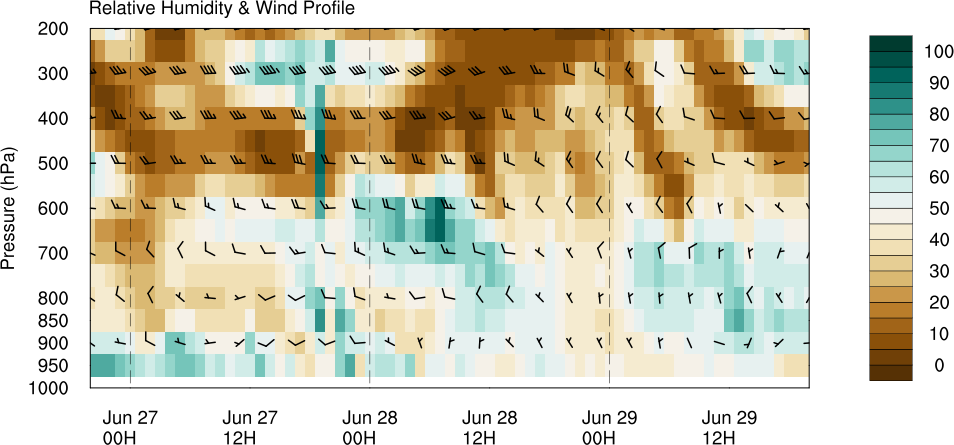 Relative Humidity & Wind Profile
Pressure (hPa)
200
300
400
500
600
700
800
850
900
950
1000
Jun 27 00H
Jun 27 12H
Jun 28 00H
Jun 28 12H
Jun 29 00H
Jun 29 12H
100
90
80
70
60
50
40
30
20
10
0